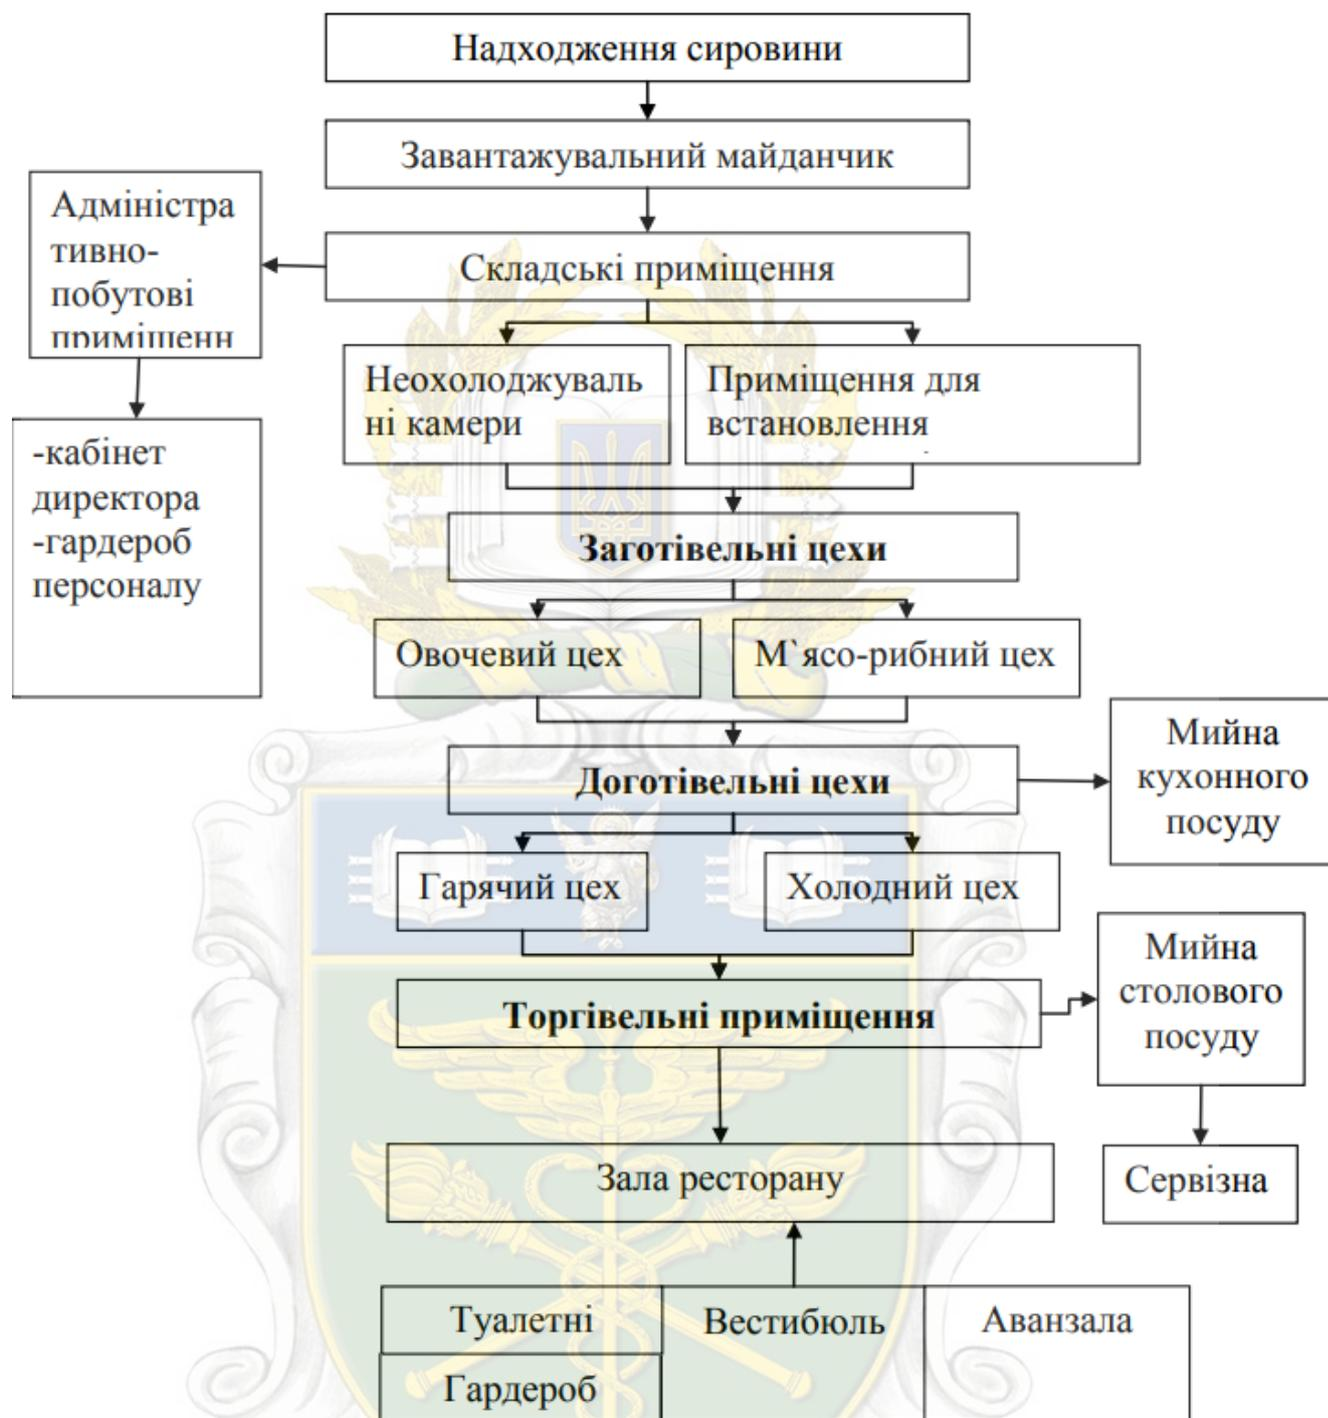 Надходження сировини
Завантажувальний майданчик
Адміністра
тивно-
побутові
приміщенн
Складські приміщення
Неохолоджуваль
ні камери
Приміщення для
встановлення
-кабінет
директора
-гардероб
персоналу
Заготівельні цехи
Овочевий цех
М`ясо-рибний цех
Доготівельні цехи
Мийна
кухонного
посуду
Гарячий цех
Холодний цех
Торгівельні приміщення
Мийна
столового
посуду
Зала ресторану
Сервізна
Туалетні
Вестибюль
Аванзала
Гардероб